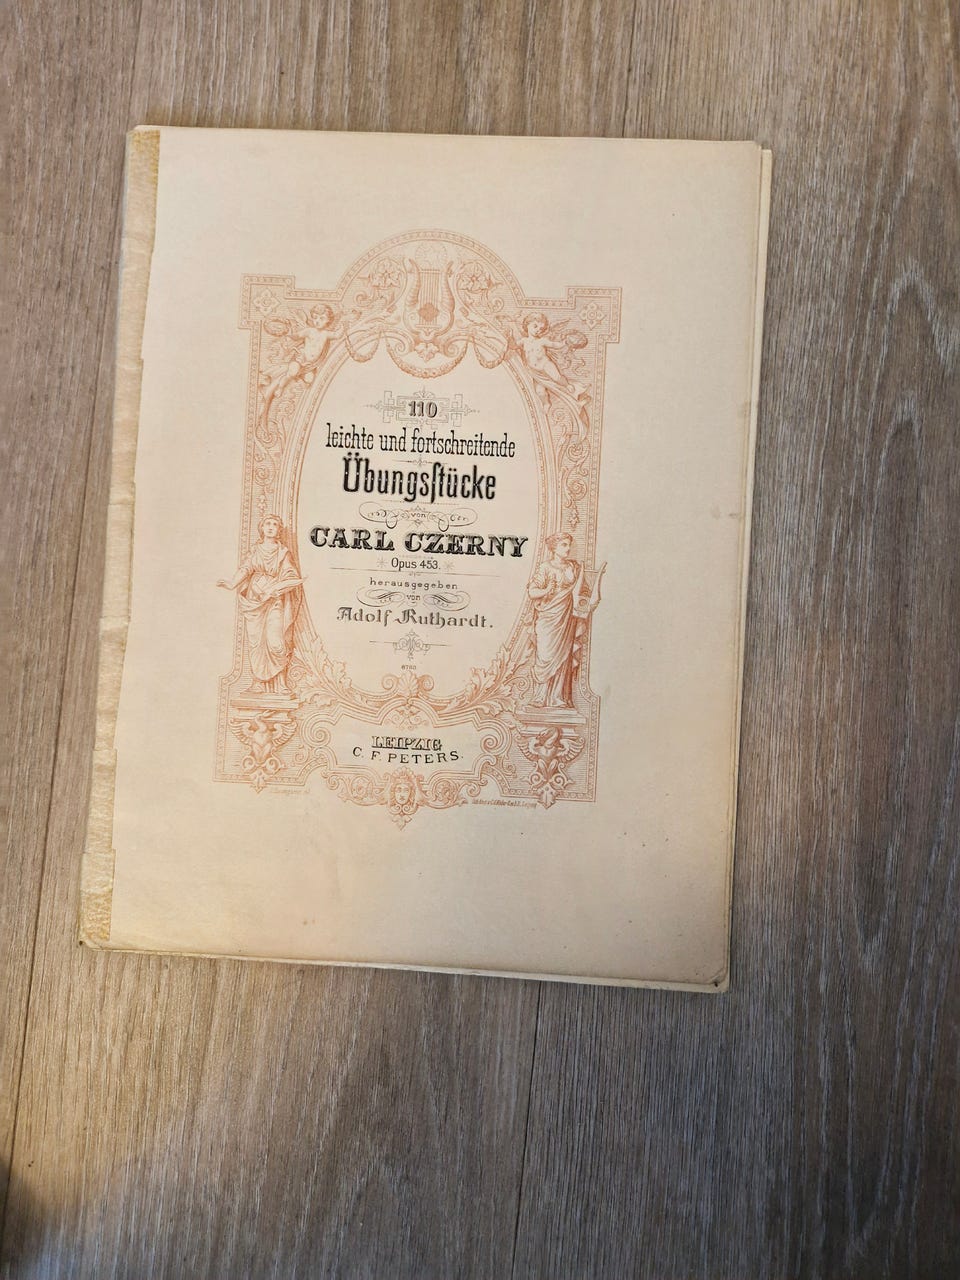 110
leichte und fortschreitende
Übungsſtücke
von
CARL CZERNY
Opus 453.
herausgegeben
von
Adolf Ruthardt.
LEIPZIG
C. F. PETERS.